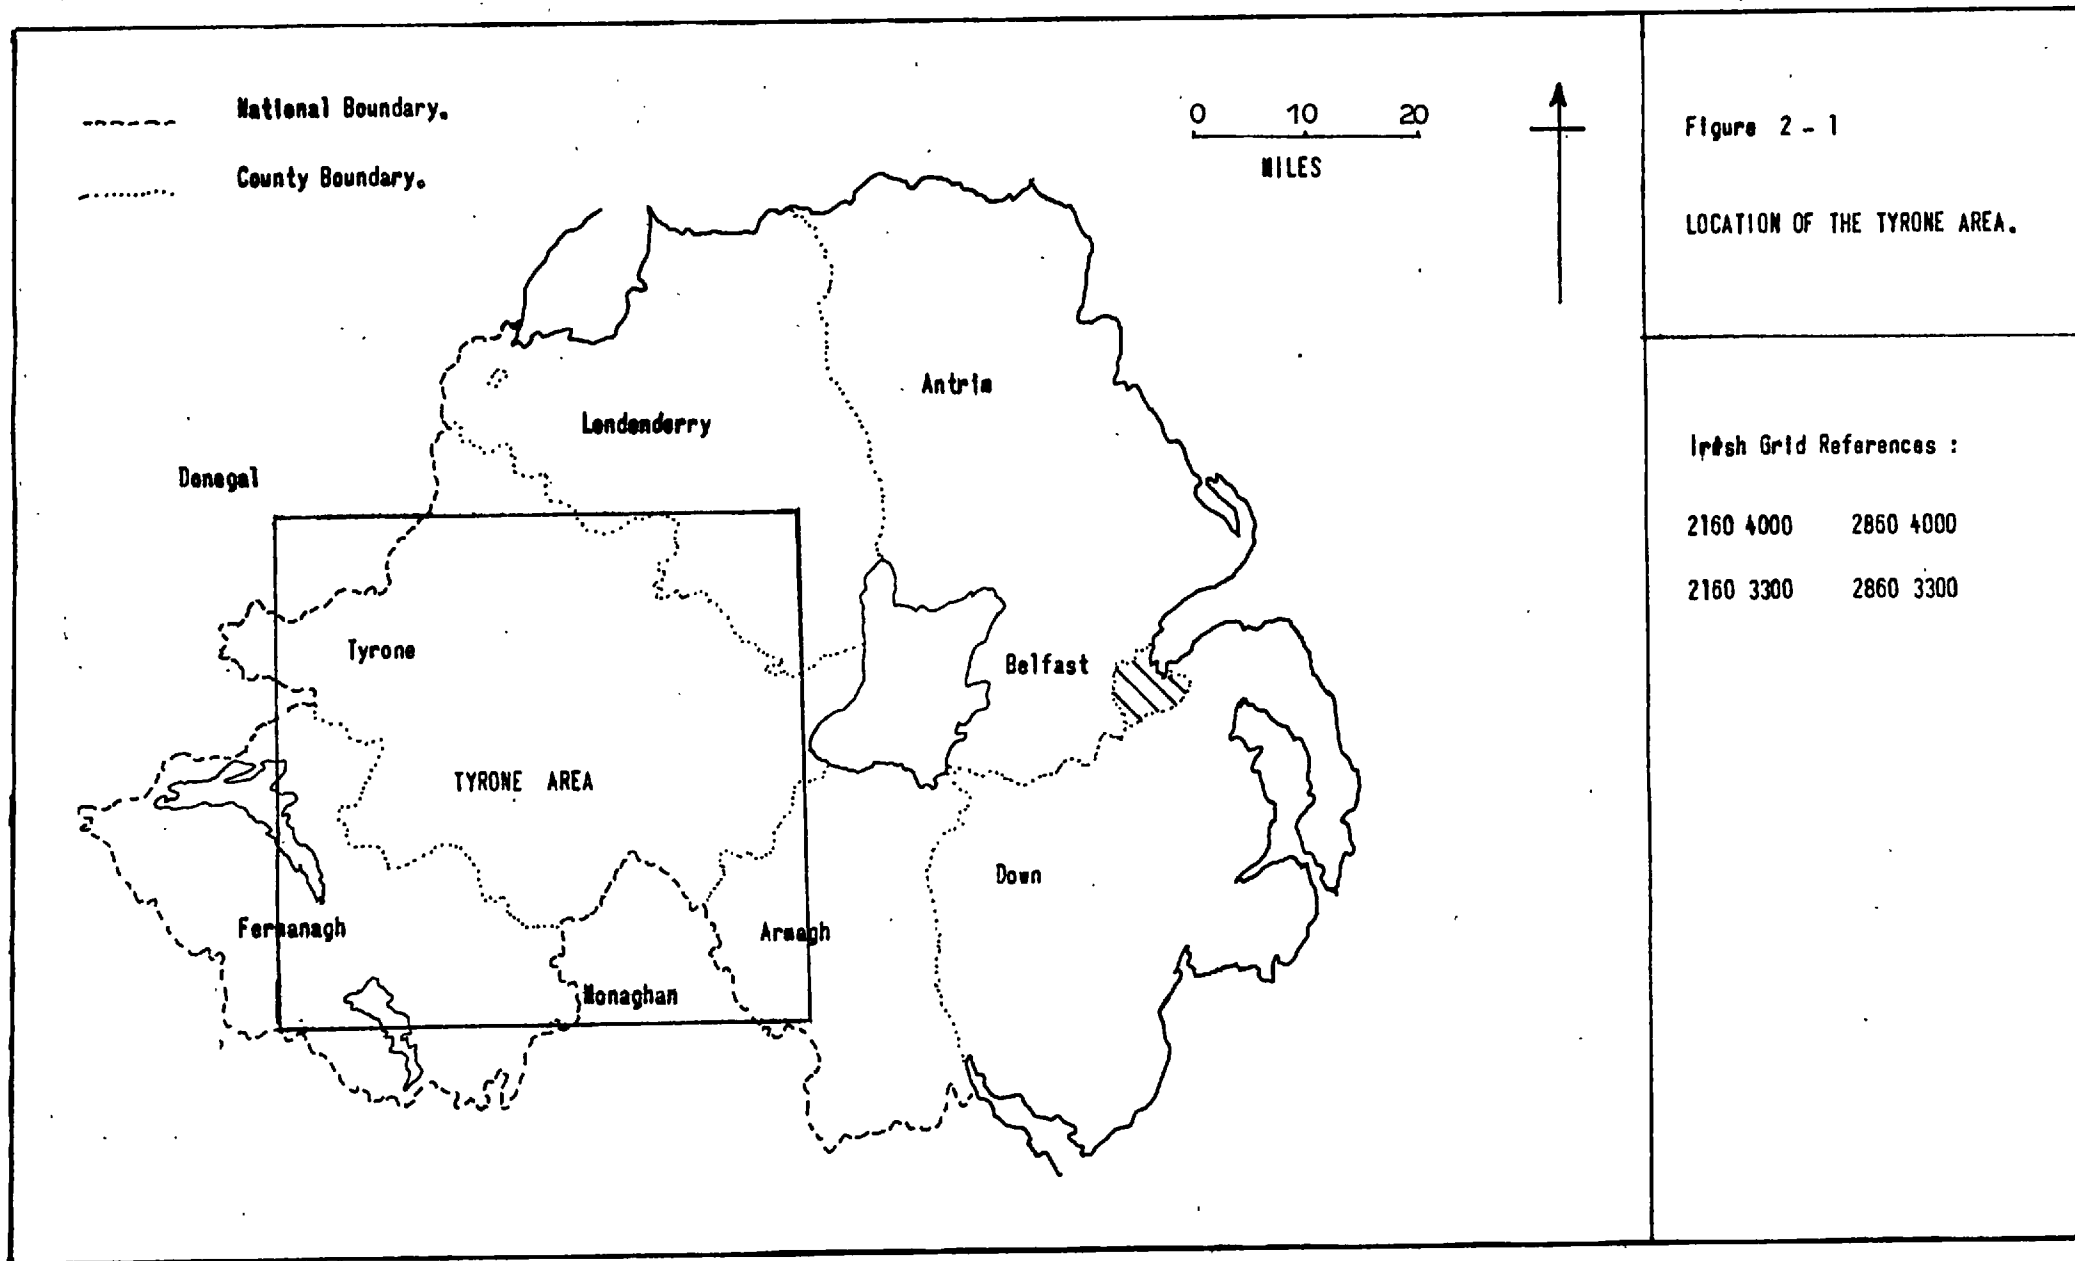 National Boundary.
County Boundary.
0 10 20
MILES
Figure 2 - 1
LOCATION OF THE TYRONE AREA.
Irish Grid References :
2160 4000 2860 4000
2160 3300 2860 3300
Antrim
Londonderry
Donegal
Tyrone
Belfast
TYRONE AREA
Down
Fermanagh
Armagh
Monaghan